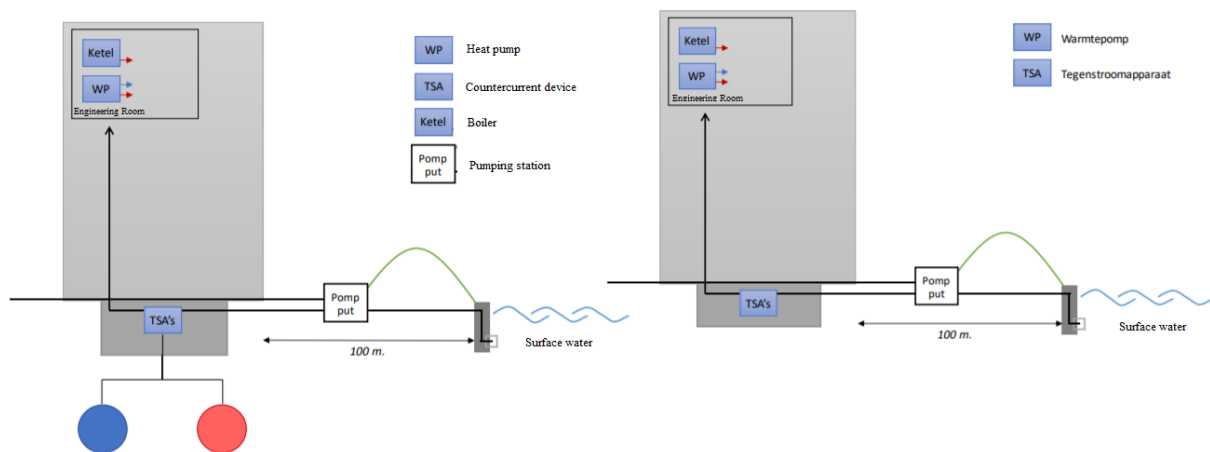 Ketel
WP
Engineering Room
TSA's
Pomp
put
100 m.
Surface water
WP
Heat pump
TSA
Countercurrent device
Ketel
Boiler
Pomp
put
Pumping station
Ketel
WP
Engineering Room
TSA's
Pomp
put
100 m.
Surface water
WP
Warmtepomp
TSA
Tegenstroomapparaat